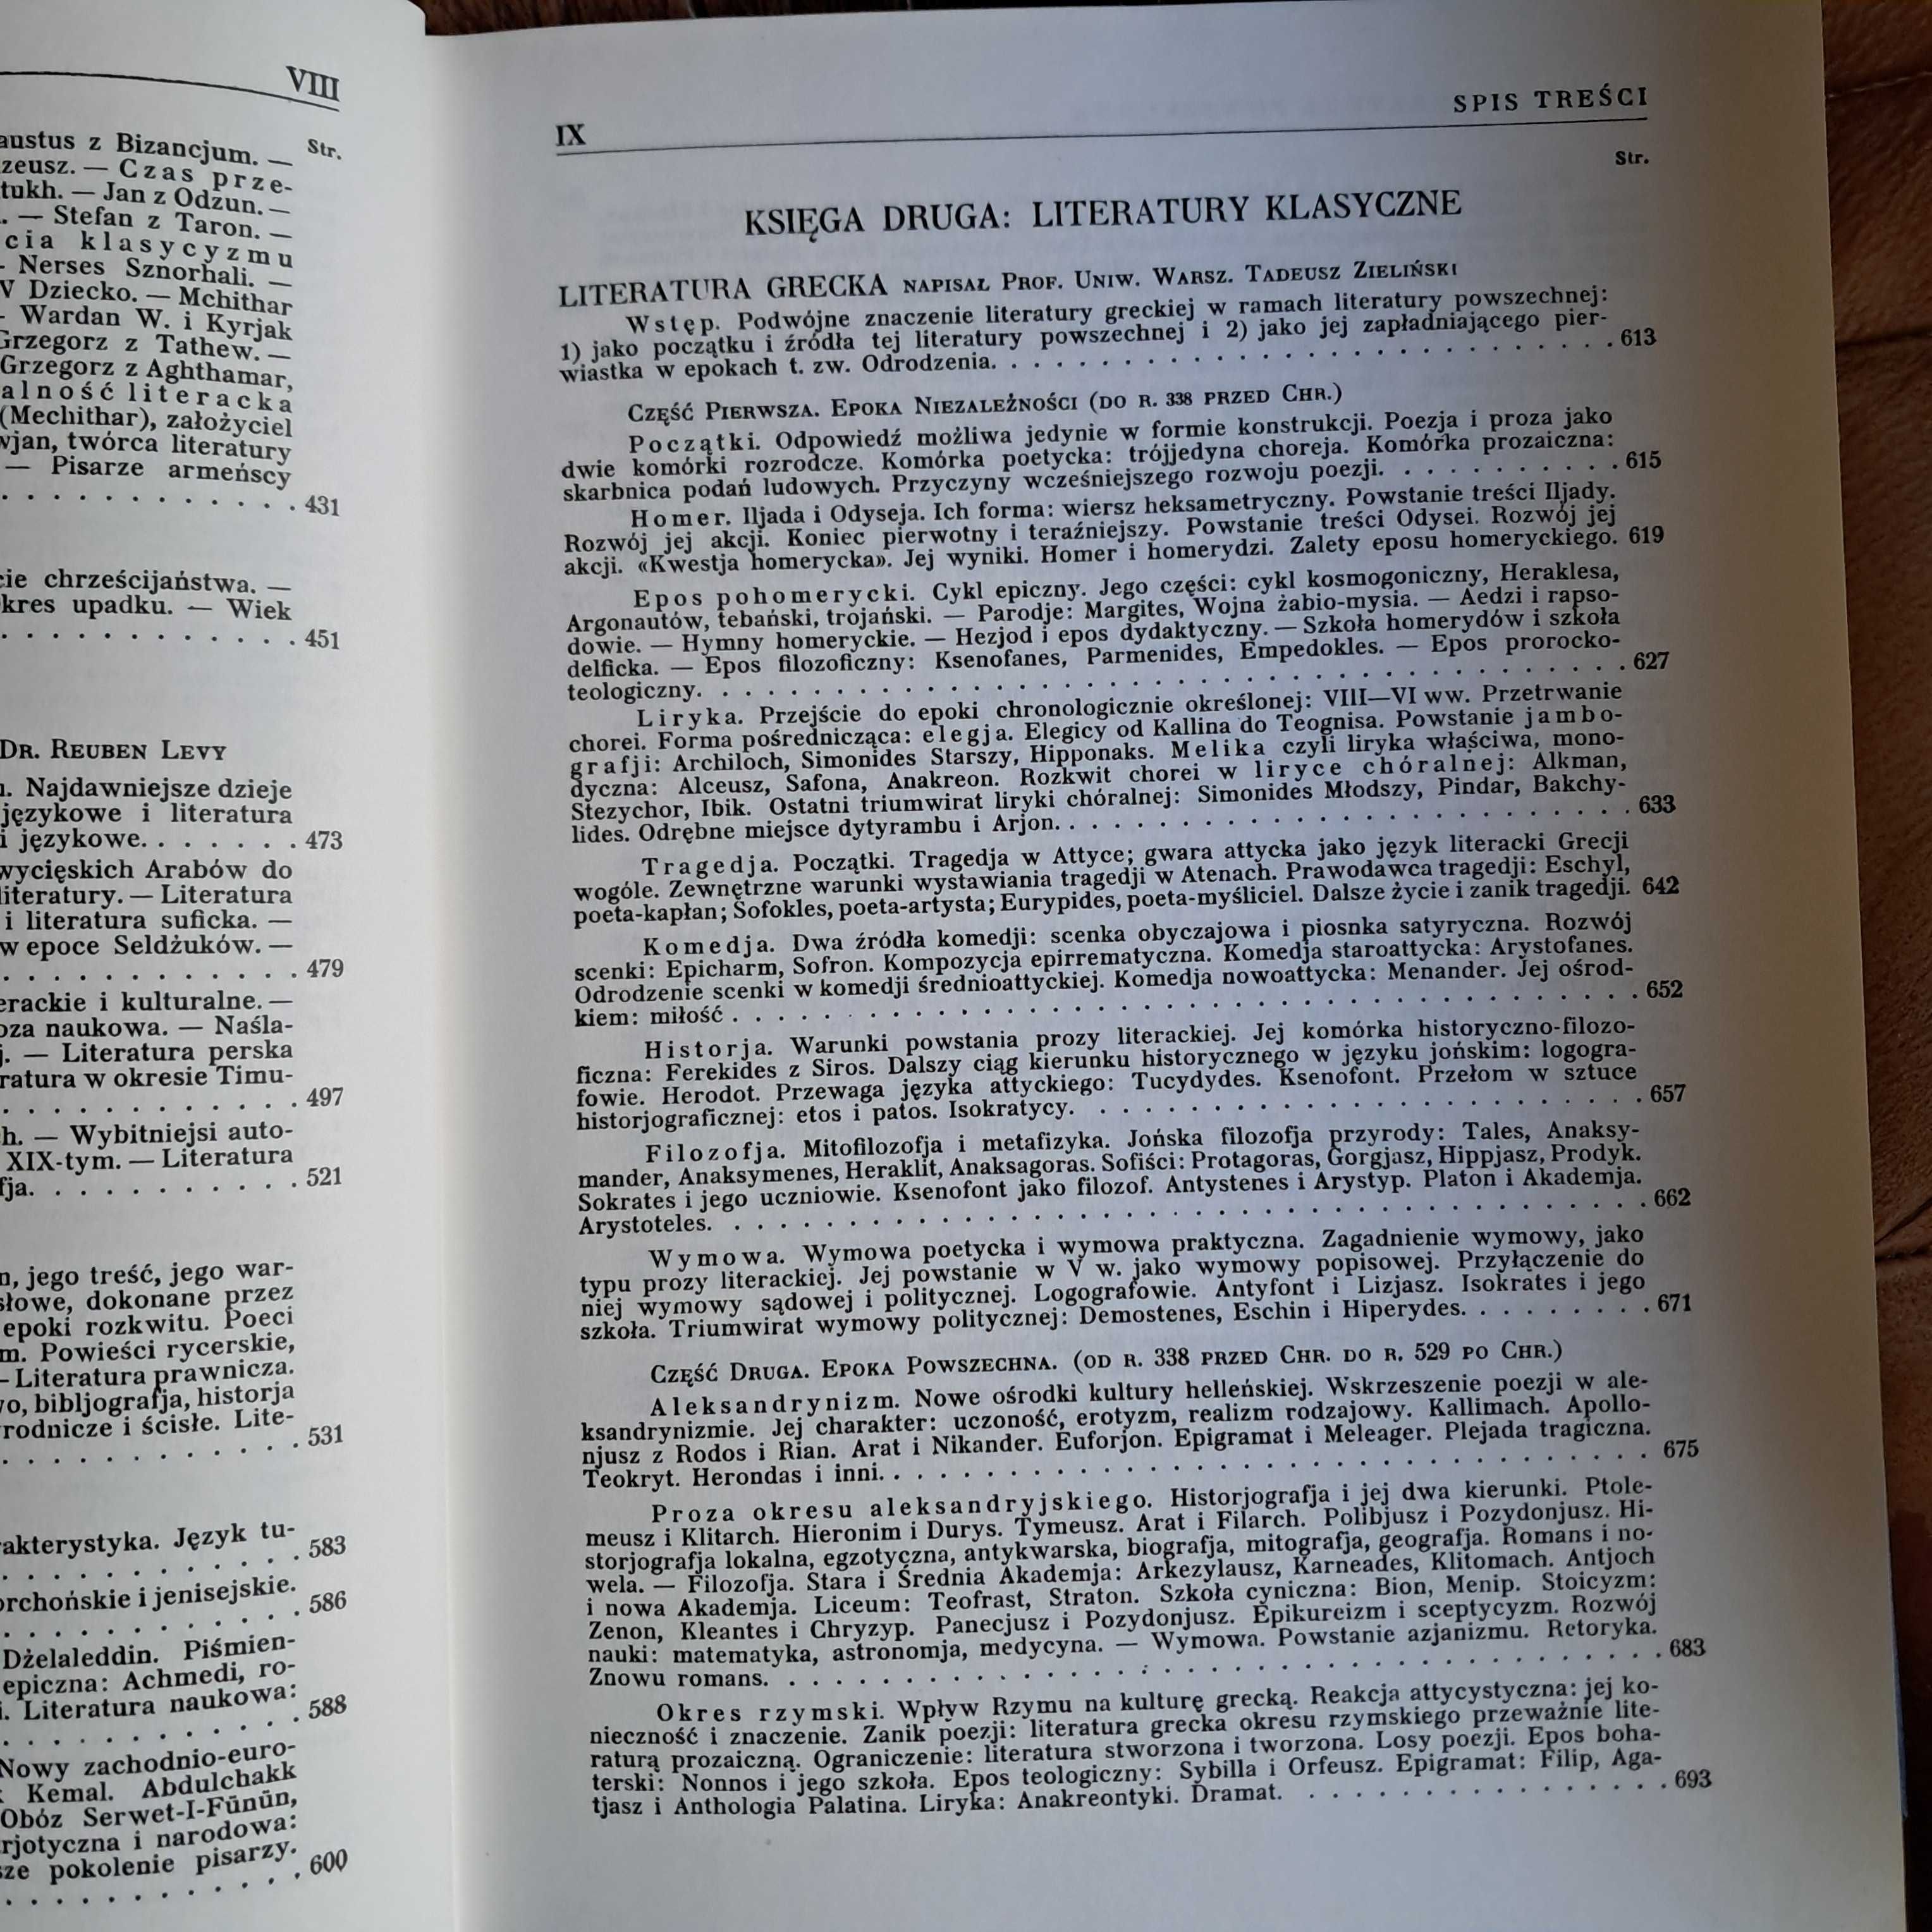 VIII
Str.
austus z Bizancjum. —
zeusz. — Czas prze-
tukh. — Jan z Odzun. —
. — Stefan z Taron. —
cia klasycyzmu
- Nerses Sznorhali. —
V Dziecko. — Mchithar
- Wardan W. i Kyrjak
Grzegorz z Tathew. —
Grzegorz z Aghthamar,
alność literacka
(Mechithar), założyciel
wjan, twórca literatury
— Pisarze armeńscy
. . . . . . . . . . . . 431
cie chrześcijaństwa. —
kres upadku. — Wiek
. . . . . . . . . . . . . 451
DR. REUBEN LEVY
. Najdawniejsze dzieje
językowe i literatura
i językowe. . . . . . . 473
wycięskich Arabów do
literatury. — Literatura
i literatura suficka. —
w epoce Seldżuków. —
. . . . . . . . . . . . 479
erackie i kulturalne. —
oza naukowa. — Naśla-
j. — Literatura perska
ratura w okresie Timu-
. . . . . . . . . . . . 497
h. — Wybitniejsi auto-
XIX-tym. — Literatura
fja. . . . . . . . . . . 521
n, jego treść, jego war-
słowe, dokonane przez
epoki rozkwitu. Poeci
m. Powieści rycerskie,
- Literatura prawnicza.
wo, bibljografja, historja
rodnicze i ścisłe. Lite-
. . . . . . . . . . . 531
akterystyka. Język tu-
. . . . . . . . . . . 583
orchońskie i jenisejskie.
. . . . . . . . . . . 586
Dżelaleddin. Piśmien-
epiczna: Achmedi, ro-
i. Literatura naukowa:
. . . . . . . . . . . 588
Nowy zachodnio-euro-
Kemal. Abdulchakk
Obóz Serwet-I-Fünün,
rjotyczna i narodowa:
sze pokolenie pisarzy.
. . . . . . . . . . . . 600
IX SPIS TREŚCI
Str.
KSIĘGA DRUGA: LITERATURY KLASYCZNE
LITERATURA GRECKA NAPISAŁ PROF. UNIW. WARSZ. TADEUSZ ZIELIŃSKI
Wstęp. Podwójne znaczenie literatury greckiej w ramach literatury powszechnej:
1) jako początku i źródła tej literatury powszechnej i 2) jako jej zapładniającego pier-
wiastka w epokach t. zw. Odrodzenia. . . . . . . . . . . . . . . . . . . . . 613
CZĘŚĆ PIERWSZA. EPOKA NIEZALEŻNOŚCI (DO R. 338 PRZED CHR.)
Początki. Odpowiedź możliwa jedynie w formie konstrukcji. Poezja i proza jako
dwie komórki rozrodcze. Komórka poetycka: trójjedyna choreja. Komórka prozaiczna:
skarbnica podań ludowych. Przyczyny wcześniejszego rozwoju poezji. . . . . . . . . . . 615
Homer. Iljada i Odyseja. Ich forma: wiersz heksametryczny. Powstanie treści Iljady.
Rozwój jej akcji. Koniec pierwotny i teraźniejszy. Powstanie treści Odysei. Rozwój jej
akcji. «Kwestja homerycka». Jej wyniki. Homer i homerydzi. Zalety eposu homeryckiego. 619
Epos pohomerycki. Cykl epiczny. Jego części: cykl kosmogoniczny, Heraklesa,
Argonautów, tebański, trojański. — Parodje: Margites, Wojna żabio-mysia. — Aedzi i rapso-
dowie. — Hymny homeryckie. — Hezjod i epos dydaktyczny. — Szkoła homerydów i szkoła
delficka. — Epos filozoficzny: Ksenofanes, Parmenides, Empedokles. — Epos prorocko-
teologiczny. . . . . . . . . . . . . . . . . . . . . . . . . . . . . . . . 627
Liryka. Przejście do epoki chronologicznie określonej: VIII—VI ww. Przetrwanie
chorei. Forma pośrednicząca: elegja. Elegicy od Kallina do Teognisa. Powstanie jambo-
grafji: Archiloch, Simonides Starszy, Hipponaks. Melika czyli liryka właściwa, mono-
dyczna: Alceusz, Safona, Anakreon. Rozkwit chorei w liryce chóralnej: Alkman,
Stezychor, Ibik. Ostatni triumwirat liryki chóralnej: Simonides Młodszy, Pindar, Bakchy-
lides. Odrębne miejsce dytyrambu i Arjon. . . . . . . . . . . . . . . . . . . . . 633
Tragedja. Początki. Tragedja w Attyce; gwara attycka jako język literacki Grecji
wogóle. Zewnętrzne warunki wystawiania tragedji w Atenach. Prawodawca tragedji: Eschyl,
poeta-kapłan; Sofokles, poeta-artysta; Eurypides, poeta-myśliciel. Dalsze życie i zanik tragedji. 642
Komedja. Dwa źródła komedji: scenka obyczajowa i piosnka satyryczna. Rozwój
scenki: Epicharm, Sofron. Kompozycja epirrematyczna. Komedja staroattycka: Arystofanes.
Odrodzenie scenki w komedji średnioattyckiej. Komedja nowoattycka: Menander. Jej ośrod-
kiem: miłość . . . . . . . . . . . . . . . . . . . . . . . . . . . . . . . 652
Historja. Warunki powstania prozy literackiej. Jej komórka historyczno-filozo-
ficzna: Ferekides z Siros. Dalszy ciąg kierunku historycznego w języku jońskim: logogra-
fowie. Herodot. Przewaga języka attyckiego: Tucydydes. Ksenofont. Przełom w sztuce
historjograficznej: etos i patos. Isokratycy. . . . . . . . . . . . . . . . . . . . 657
Filozofja. Mitofilozofja i metafizyka. Jońska filozofja przyrody: Tales, Anaksy-
mander, Anaksymenes, Heraklit, Anaksagoras. Sofiści: Protagoras, Gorgjasz, Hippjasz, Prodyk.
Sokrates i jego uczniowie. Ksenofont jako filozof. Antystenes i Arystyp. Platon i Akademja.
Arystoteles. . . . . . . . . . . . . . . . . . . . . . . . . . . . . . . . 662
Wymowa. Wymowa poetycka i wymowa praktyczna. Zagadnienie wymowy, jako
typu prozy literackiej. Jej powstanie w V w. jako wymowy popisowej. Przyłączenie do
niej wymowy sądowej i politycznej. Logografowie. Antyfont i Lizjasz. Isokrates i jego
szkoła. Triumwirat wymowy politycznej: Demostenes, Eschin i Hiperydes. . . . . . . . . 671
CZĘŚĆ DRUGA. EPOKA POWSZECHNA. (OD R. 338 PRZED CHR. DO R. 529 PO CHR.)
Aleksandrynizm. Nowe ośrodki kultury helleńskiej. Wskrzeszenie poezji w ale-
ksandrynizmie. Jej charakter: uczoność, erotyzm, realizm rodzajowy. Kallimach. Apollo-
njusz z Rodos i Rian. Arat i Nikander. Euforjon. Epigramat i Meleager. Plejada tragiczna.
Teokryt. Herondas i inni. . . . . . . . . . . . . . . . . . . . . . . . . . . 675
Proza okresu aleksandryjskiego. Historjografja i jej dwa kierunki. Ptole-
meusz i Klitarch. Hieronim i Durys. Tymeusz. Arat i Filarch. Polibjusz i Pozydonjusz. Hi-
storjografja lokalna, egzotyczna, antykwarska, biografja, mitografja, geografja. Romans i no-
wela. — Filozofja. Stara i Średnia Akademja: Arkezylausz, Karneades, Klitomach. Antjoch
i nowa Akademja. Liceum: Teofrast, Straton. Szkoła cyniczna: Bion, Menip. Stoicyzm:
Zenon, Kleantes i Chryzyp. Panecjusz i Pozydonjusz. Epikureizm i sceptycyzm. Rozwój
nauki: matematyka, astronomja, medycyna. — Wymowa. Powstanie azjanizmu. Retoryka.
Znowu romans. . . . . . . . . . . . . . . . . . . . . . . . . . . . . . . 683
Okres rzymski. Wpływ Rzymu na kulturę grecką. Reakcja attycystyczna: jej ko-
nieczność i znaczenie. Zanik poezji: literatura grecka okresu rzymskiego przeważnie lite-
raturą prozaiczną. Ograniczenie: literatura stworzona i tworzona. Losy poezji. Epos boha-
terski: Nonnos i jego szkoła. Epos teologiczny: Sybilla i Orfeusz. Epigramat: Filip, Aga-
tjasz i Anthologia Palatina. Liryka: Anakreontyki. Dramat. . . . . . . . . . . . . . . 693